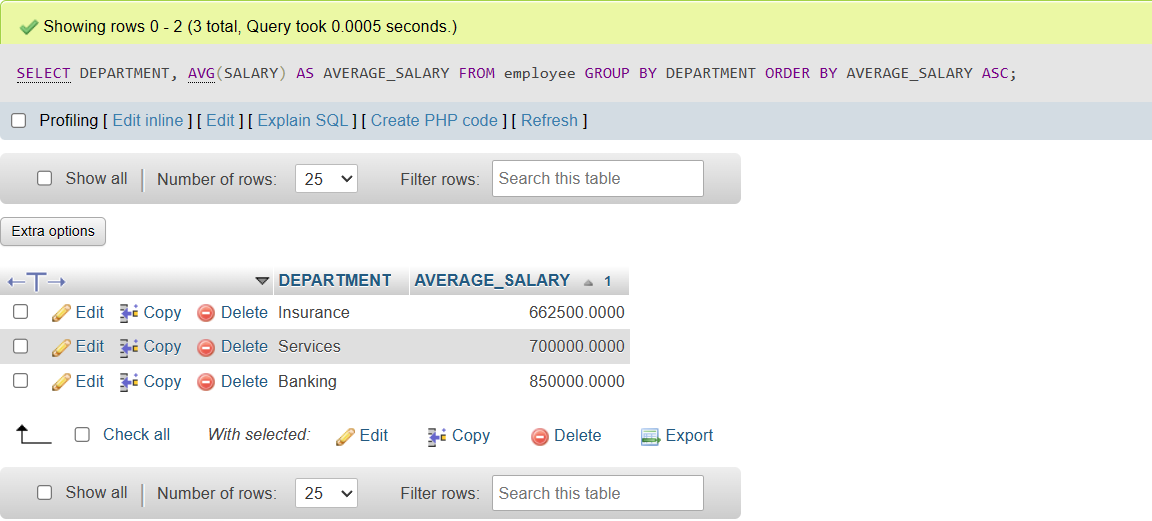 Showing rows 0 - 2 (3 total, Query took 0.0005 seconds.)
SELECT DEPARTMENT, AVG(SALARY) AS AVERAGE_SALARY FROM employee GROUP BY DEPARTMENT ORDER BY AVERAGE_SALARY ASC;
Profiling [ Edit inline ] [ Edit ] [ Explain SQL ] [ Create PHP code ] [ Refresh ]
Show all Number of rows: 25 Filter rows: Search this table
Extra options
DEPARTMENT AVERAGE_SALARY 1
Edit Copy Delete Insurance 662500.0000
Edit Copy Delete Services 700000.0000
Edit Copy Delete Banking 850000.0000
Check all With selected: Edit Copy Delete Export
Show all Number of rows: 25 Filter rows: Search this table